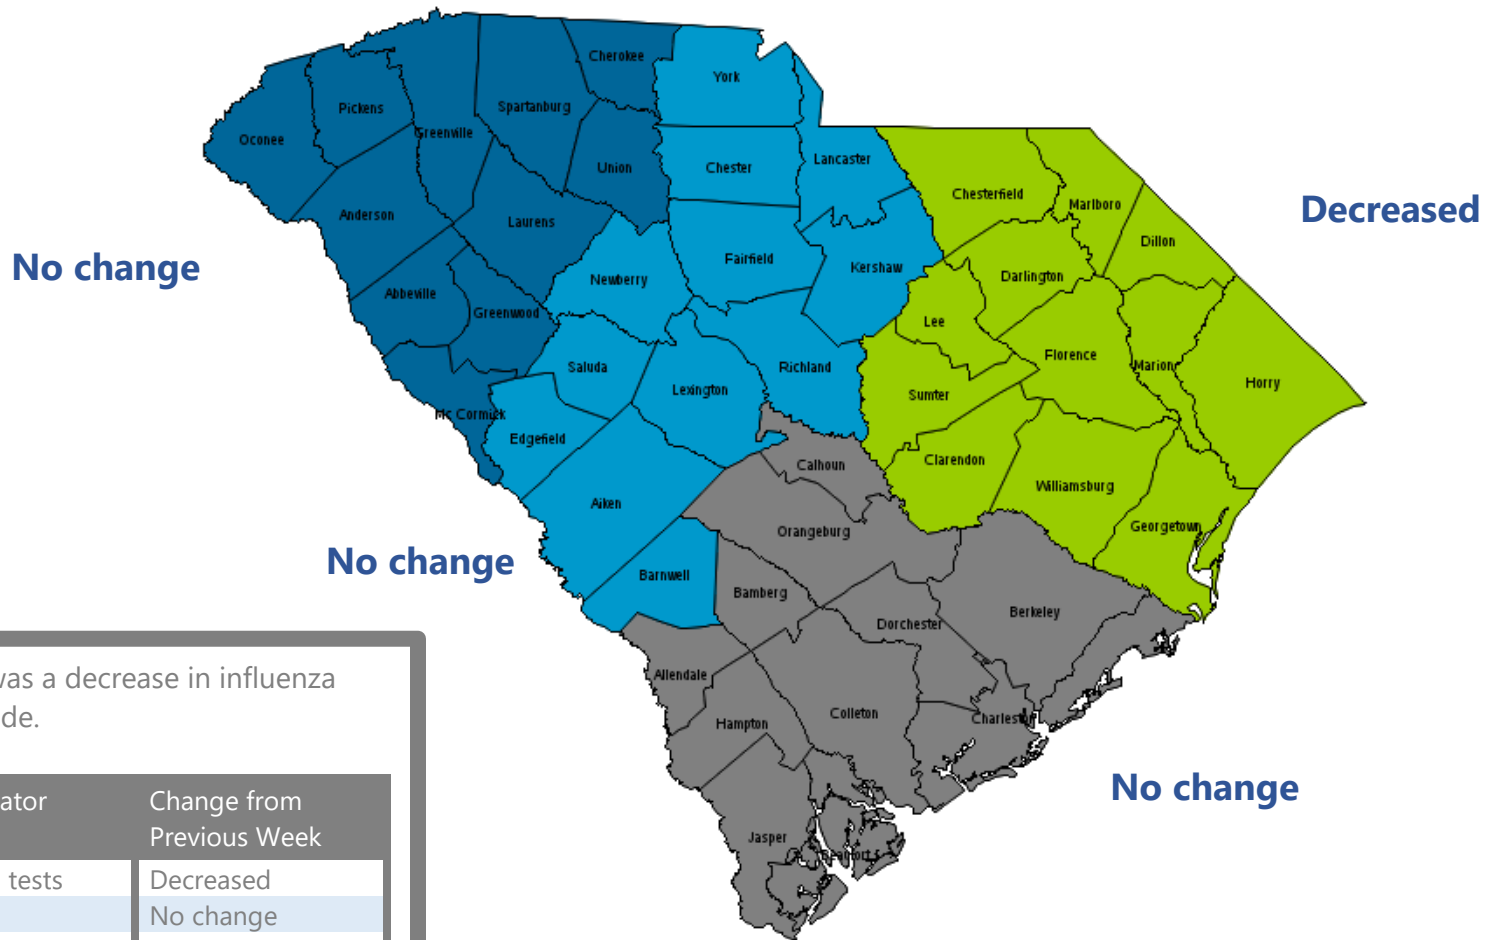 Cherokee
York
Pickens
Spartanburg
Greenville
Oconee
Union
Chester
Lancaster
Chesterfield
Marlboro
Decreased
Anderson
Laurens
Dillon
No change
Fairfield
Kershaw
Newberry
Darlington
Abbeville
Greenwood
Lee
Florence
Saluda
Richland
Marion
Horry
Lexington
Sumter
Mc Cormick
Edgefield
Calhoun
Clarendon
Williamsburg
Aiken
Orangeburg
Georgetown
No change
Barnwell
Bamberg
Berkeley
Dorchester
Allendale
Hampton
Colleton
Charleston
No change
Jasper
Beaufort
was a decrease in influenza
de.
ator
Change from
Previous Week
tests
Decreased
No change